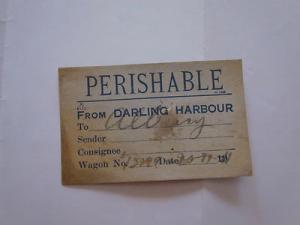 PERISHABLE
FROM DARLING HARBOUR
To Albury
Sender
Consignee
Wagon No. Date 19